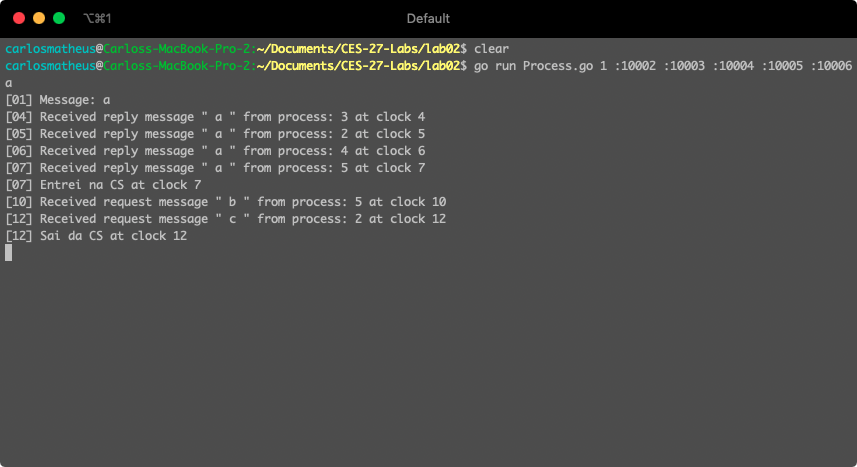 ⌥⌘1
Default
carlosmatheus@Carloss-MacBook-Pro-2:~/Documents/CES-27-Labs/lab02$ clear
carlosmatheus@Carloss-MacBook-Pro-2:~/Documents/CES-27-Labs/lab02$ go run Process.go 1 :10002 :10003 :10004 :10005 :10006
a
[01] Message: a
[04] Received reply message " a " from process: 3 at clock 4
[05] Received reply message " a " from process: 2 at clock 5
[06] Received reply message " a " from process: 4 at clock 6
[07] Received reply message " a " from process: 5 at clock 7
[07] Entrei na CS at clock 7
[10] Received request message " b " from process: 5 at clock 10
[12] Received request message " c " from process: 2 at clock 12
[12] Sai da CS at clock 12